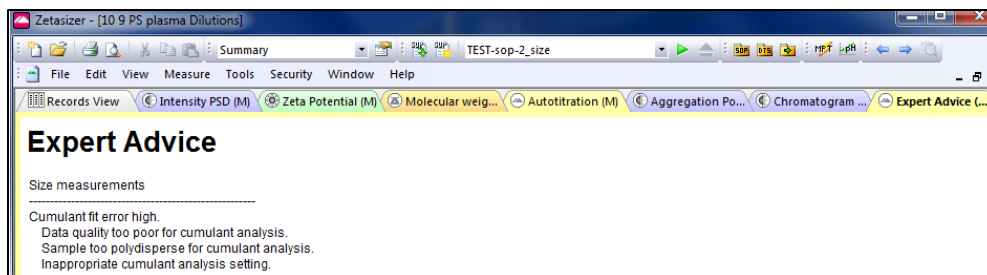 Zetasizer - [10 9 PS plasma Dilutions]
Summary TEST-sop-2_size
File Edit View Measure Tools Security Window Help
Records View Intensity PSD (M) Zeta Potential (M) Molecular weig... Autotitration (M) Aggregation Po... Chromatogram ... Expert Advice (...
Expert Advice
Size measurements
------------------------------------------------------
Cumulant fit error high.
Data quality too poor for cumulant analysis.
Sample too polydisperse for cumulant analysis.
Inappropriate cumulant analysis setting.